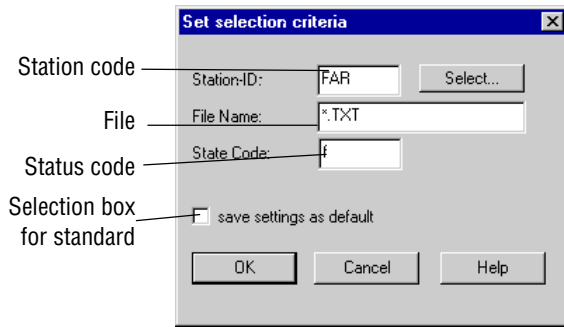 Set selection criteria
Station code
Station-ID: FAR Select...
File
File Name: *.TXT
Status code
State Code: f
Selection box
for standard
save settings as default
OK Cancel Help